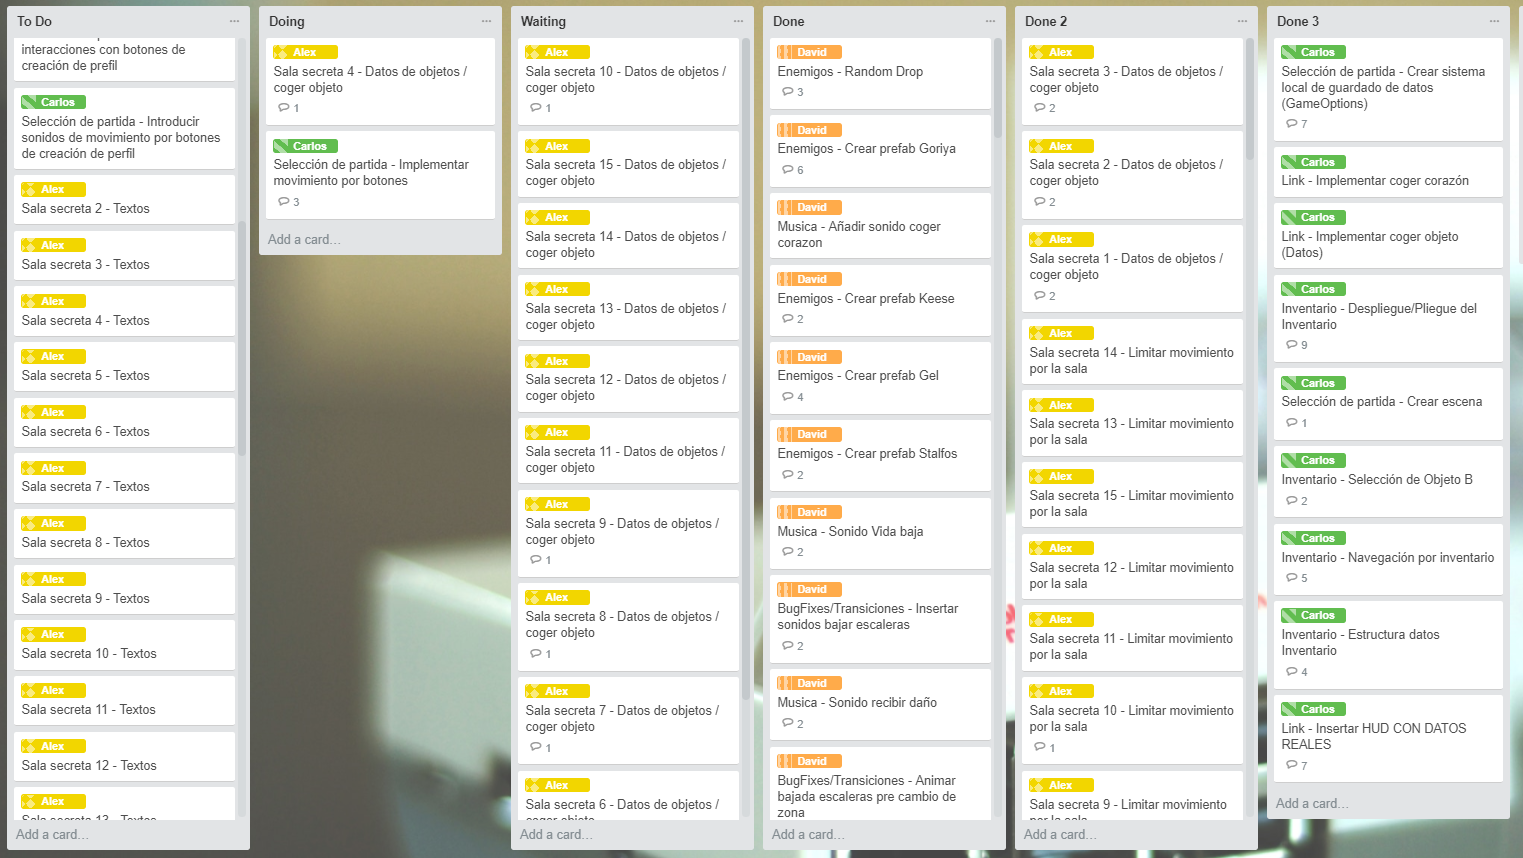 To Do
interacciones con botones de
creación de prefil
Carlos
Selección de partida - Introducir
sonidos de movimiento por botones
de creación de perfil
Alex
Sala secreta 2 - Textos
Alex
Sala secreta 3 - Textos
Alex
Sala secreta 4 - Textos
Alex
Sala secreta 5 - Textos
Alex
Sala secreta 6 - Textos
Alex
Sala secreta 7 - Textos
Alex
Sala secreta 8 - Textos
Alex
Sala secreta 9 - Textos
Alex
Sala secreta 10 - Textos
Alex
Sala secreta 11 - Textos
Alex
Sala secreta 12 - Textos
Alex
Sala secreta 13 - Textos
Add a card...
Doing
Alex
Sala secreta 4 - Datos de objetos /
coger objeto
1
Carlos
Selección de partida - Implementar
movimiento por botones
3
Add a card...
Waiting
Alex
Sala secreta 10 - Datos de objetos /
coger objeto
1
Alex
Sala secreta 15 - Datos de objetos /
coger objeto
Alex
Sala secreta 14 - Datos de objetos /
coger objeto
Alex
Sala secreta 13 - Datos de objetos /
coger objeto
Alex
Sala secreta 12 - Datos de objetos /
coger objeto
Alex
Sala secreta 11 - Datos de objetos /
coger objeto
Alex
Sala secreta 9 - Datos de objetos /
coger objeto
1
Alex
Sala secreta 8 - Datos de objetos /
coger objeto
1
Alex
Sala secreta 7 - Datos de objetos /
coger objeto
1
Alex
Sala secreta 6 - Datos de objetos /
coger objeto
Add a card...
Done
David
Enemigos - Random Drop
3
David
Enemigos - Crear prefab Goriya
6
David
Musica - Añadir sonido coger
corazon
David
Enemigos - Crear prefab Keese
2
David
Enemigos - Crear prefab Gel
4
David
Enemigos - Crear prefab Stalfos
2
David
Musica - Sonido Vida baja
2
David
BugFixes/Transiciones - Insertar
sonidos bajar escaleras
2
David
Musica - Sonido recibir daño
2
David
BugFixes/Transiciones - Animar
bajada escaleras pre cambio de
zona
Add a card...
Done 2
Alex
Sala secreta 3 - Datos de objetos /
coger objeto
2
Alex
Sala secreta 2 - Datos de objetos /
coger objeto
2
Alex
Sala secreta 1 - Datos de objetos /
coger objeto
2
Alex
Sala secreta 14 - Limitar movimiento
por la sala
Alex
Sala secreta 13 - Limitar movimiento
por la sala
Alex
Sala secreta 15 - Limitar movimiento
por la sala
Alex
Sala secreta 12 - Limitar movimiento
por la sala
Alex
Sala secreta 11 - Limitar movimiento
por la sala
Alex
Sala secreta 10 - Limitar movimiento
por la sala
1
Alex
Sala secreta 9 - Limitar movimiento
por la sala
Add a card...
Done 3
Carlos
Selección de partida - Crear sistema
local de guardado de datos
(GameOptions)
7
Carlos
Link - Implementar coger corazón
Carlos
Link - Implementar coger objeto
(Datos)
Carlos
Inventario - Despliegue/Pliegue del
Inventario
9
Carlos
Selección de partida - Crear escena
1
Carlos
Inventario - Selección de Objeto B
2
Carlos
Inventario - Navegación por inventario
5
Carlos
Inventario - Estructura datos
Inventario
4
Carlos
Link - Insertar HUD CON DATOS
REALES
7
Add a card...